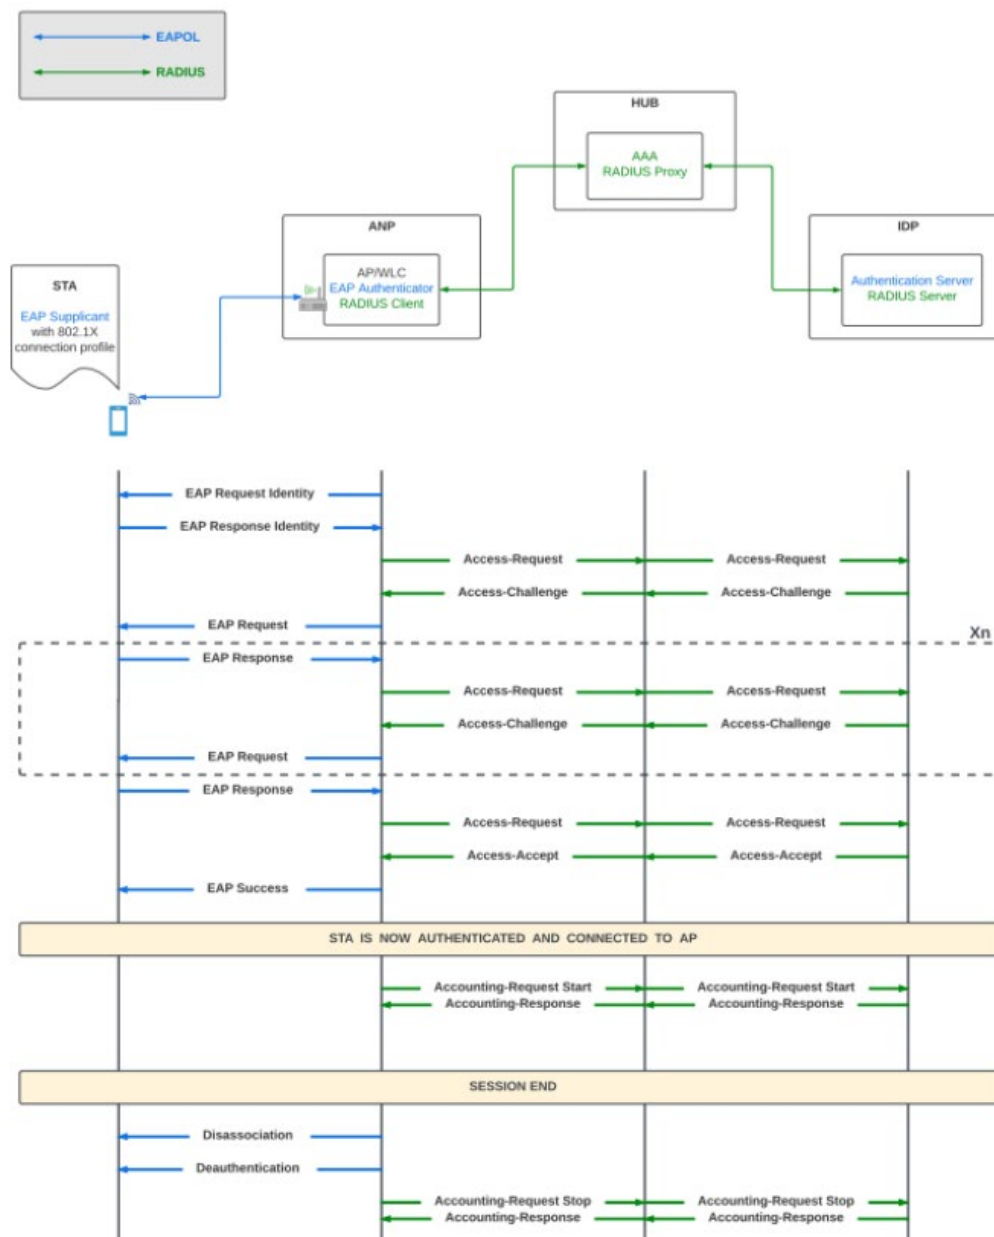 EAPOL
RADIUS
HUB
AAA
RADIUS Proxy
ANP
IDP
AP/WLC
EAP Authenticator
RADIUS Client
Authentication Server
RADIUS Server
STA
EAP Supplicant
with 802.1X
connection profile
EAP Request Identity
EAP Response Identity
Access-Request Access-Request
Access-Challenge Access-Challenge
EAP Request
Xn
EAP Response
Access-Request Access-Request
Access-Challenge Access-Challenge
EAP Request
EAP Response
Access-Request Access-Request
Access-Accept Access-Accept
EAP Success
STA IS NOW AUTHENTICATED AND CONNECTED TO AP
Accounting-Request Start Accounting-Request Start
Accounting-Response Accounting-Response
SESSION END
Disassociation
Deauthentication
Accounting-Request Stop Accounting-Request Stop
Accounting-Response Accounting-Response